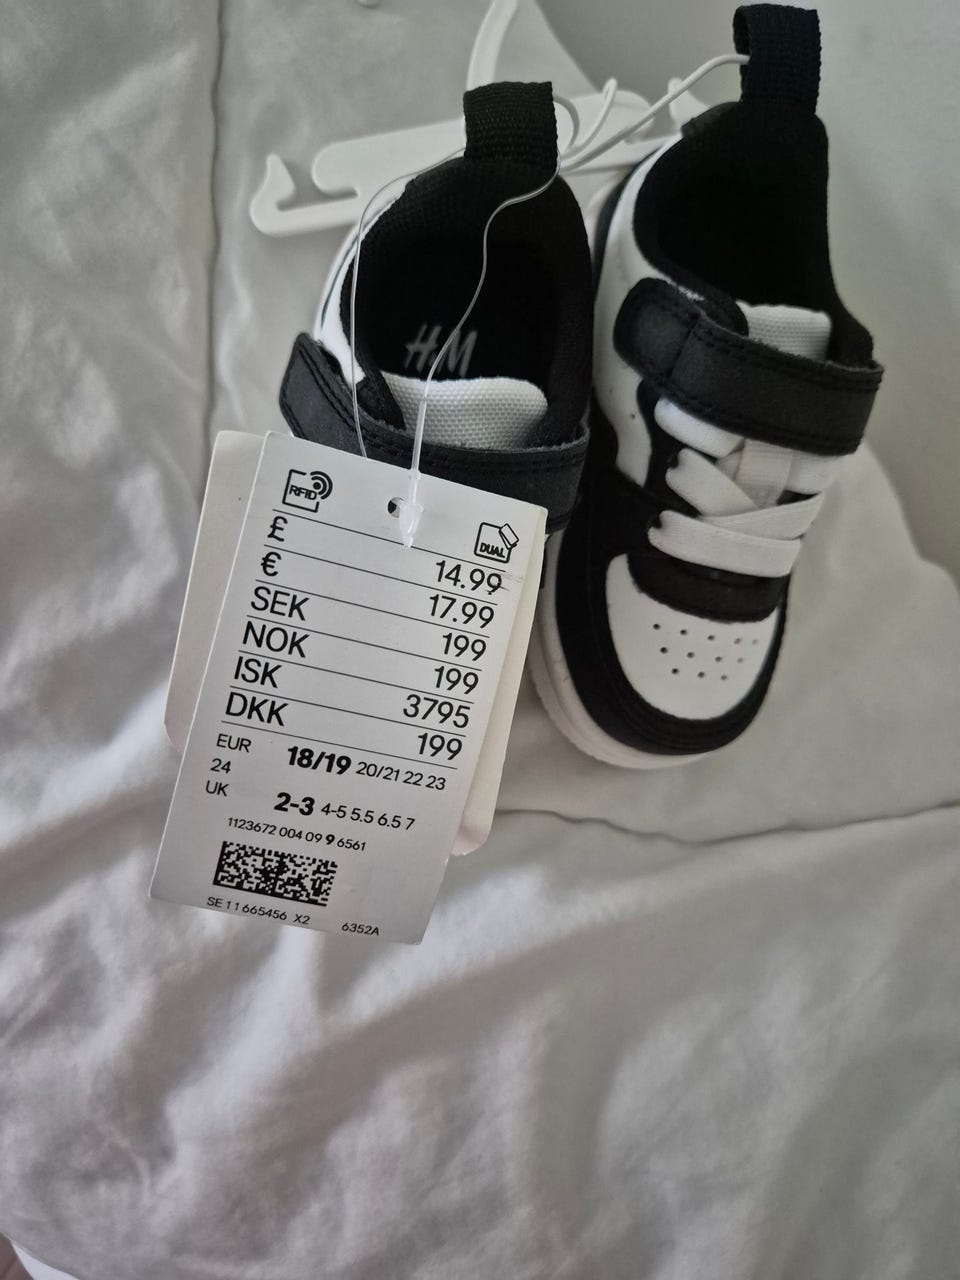 H&M
RFID
DUAL
£ 14.99
€ 17.99
SEK 199
NOK 199
ISK 3795
DKK 199
EUR 18/19 20/21 22 23
24
UK 2-3 4-5 5.5 6.5 7
1123672 004 09 9 6561
SE 11 665456 X2 6352A